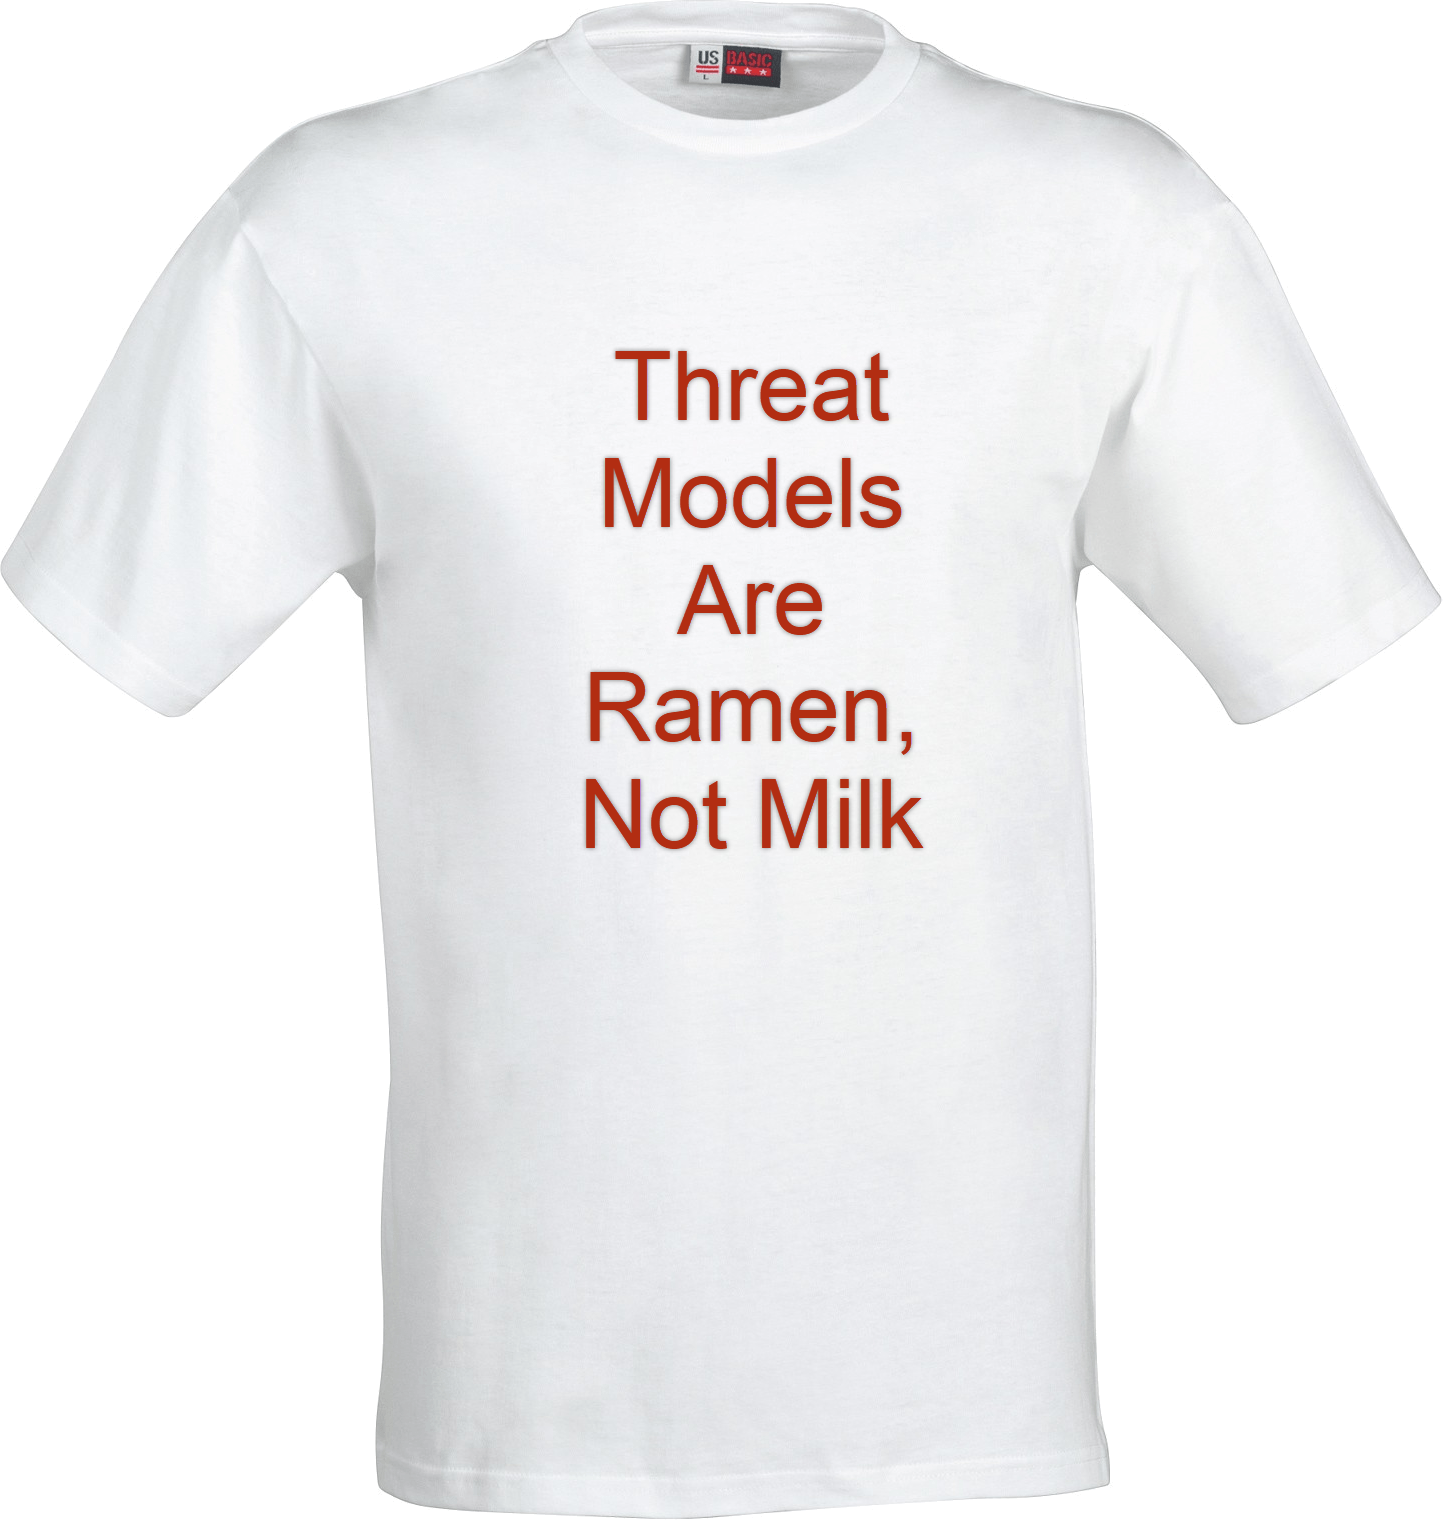 US BASIC
L
Threat
Models
Are
Ramen,
Not Milk